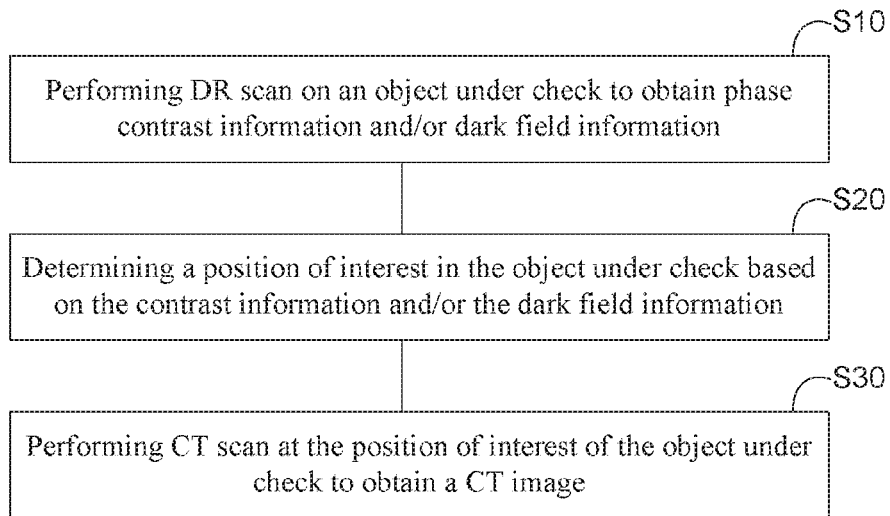 S10
Performing DR scan on an object under check to obtain phase
contrast information and/or dark field information
S20
Determining a position of interest in the object under check based
on the contrast information and/or the dark field information
S30
Performing CT scan at the position of interest of the object under
check to obtain a CT image